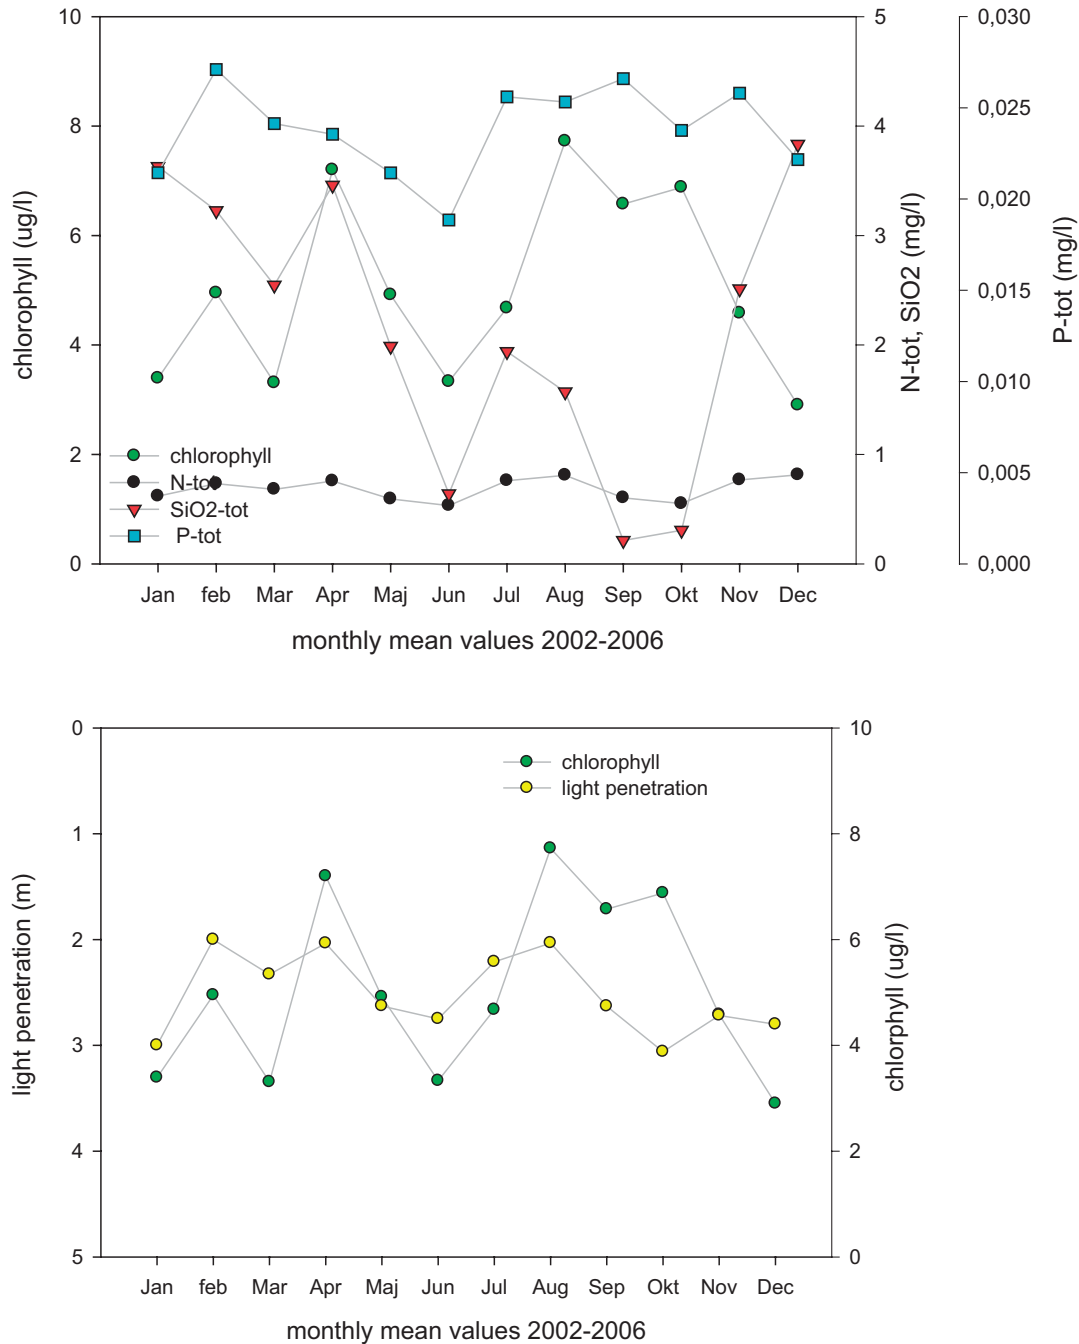 10
8
6
4
2
0
chlorophyll (ug/l)
5
4
3
2
1
0
N-tot, SiO2 (mg/l)
0,030
0,025
0,020
0,015
0,010
0,005
0,000
P-tot (mg/l)
chlorophyll
N-tot
SiO2-tot
P-tot
Jan feb Mar Apr Maj Jun Jul Aug Sep Okt Nov Dec
monthly mean values 2002-2006
0
1
2
3
4
5
light penetration (m)
chlorophyll
light penetration
10
8
6
4
2
0
chlorphyll (ug/l)
Jan feb Mar Apr Maj Jun Jul Aug Sep Okt Nov Dec
monthly mean values 2002-2006